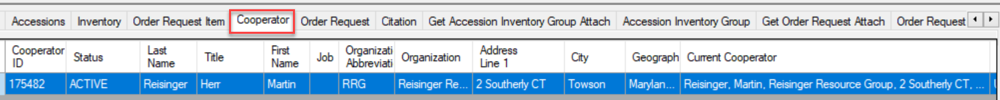 Accessions Inventory Order Request Item Cooperator Order Request Citation Get Accession Inventory Group Attach Accession Inventory Group Get Order Request Attach Order Request
Cooperator ID Status Last Name Title First Name Job Organizati Abbreviati Organization Address Line 1 City Geograph Current Cooperator
175482 ACTIVE Reisinger Herr Martin RRG Reisinger Re... 2 Southerly CT Towson Marylan... Reisinger, Martin, Reisinger Resource Group, 2 Southerly CT, ...